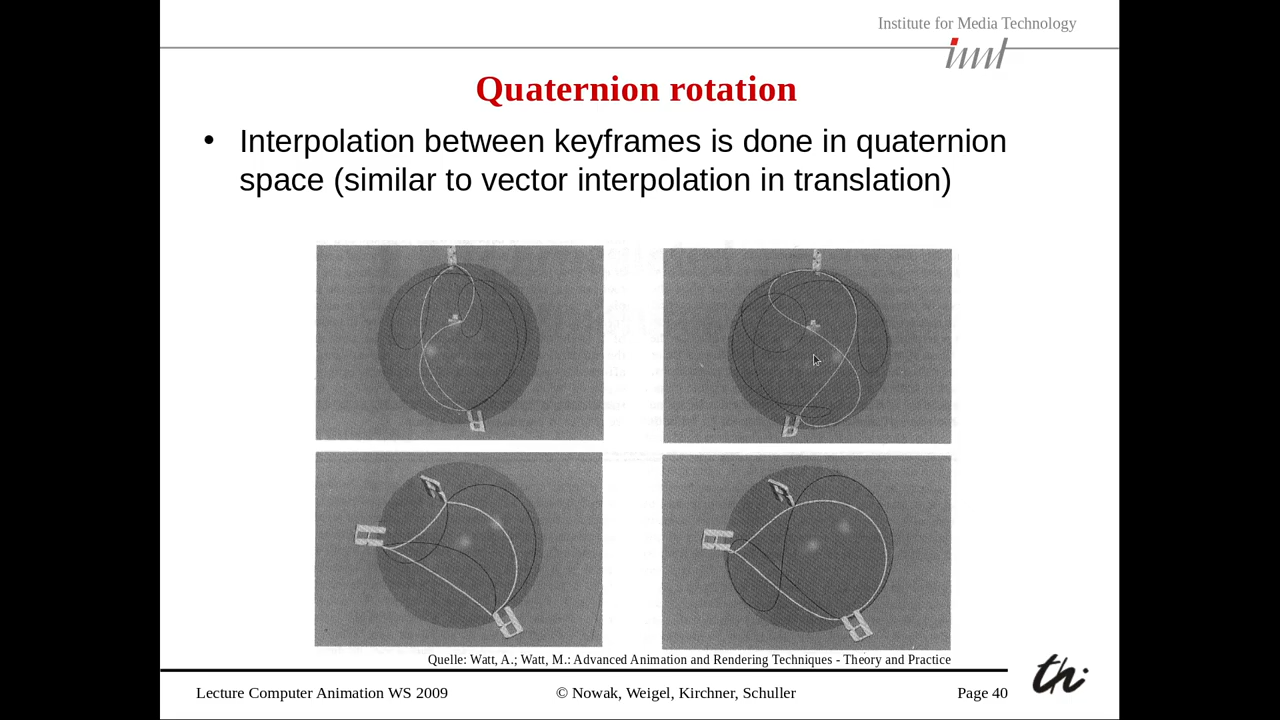 Institute for Media Technology
Quaternion rotation
• Interpolation between keyframes is done in quaternion
space (similar to vector interpolation in translation)
Quelle: Watt, A.; Watt, M.: Advanced Animation and Rendering Techniques - Theory and Practice
Lecture Computer Animation WS 2009
© Nowak, Weigel, Kirchner, Schuller
Page 40
th